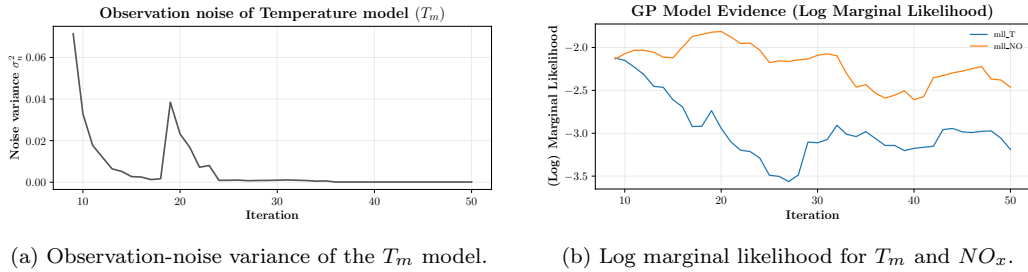 Observation noise of Temperature model (Tₘ)
Noise variance σₙ²
0.06
0.04
0.02
0.00
10
20
30
40
50
Iteration
(a) Observation-noise variance of the Tₘ model.
GP Model Evidence (Log Marginal Likelihood)
mll_T
mll_NO
(Log) Marginal Likelihood
−2.0
−2.5
−3.0
−3.5
10
20
30
40
50
Iteration
(b) Log marginal likelihood for Tₘ and NOₓ.